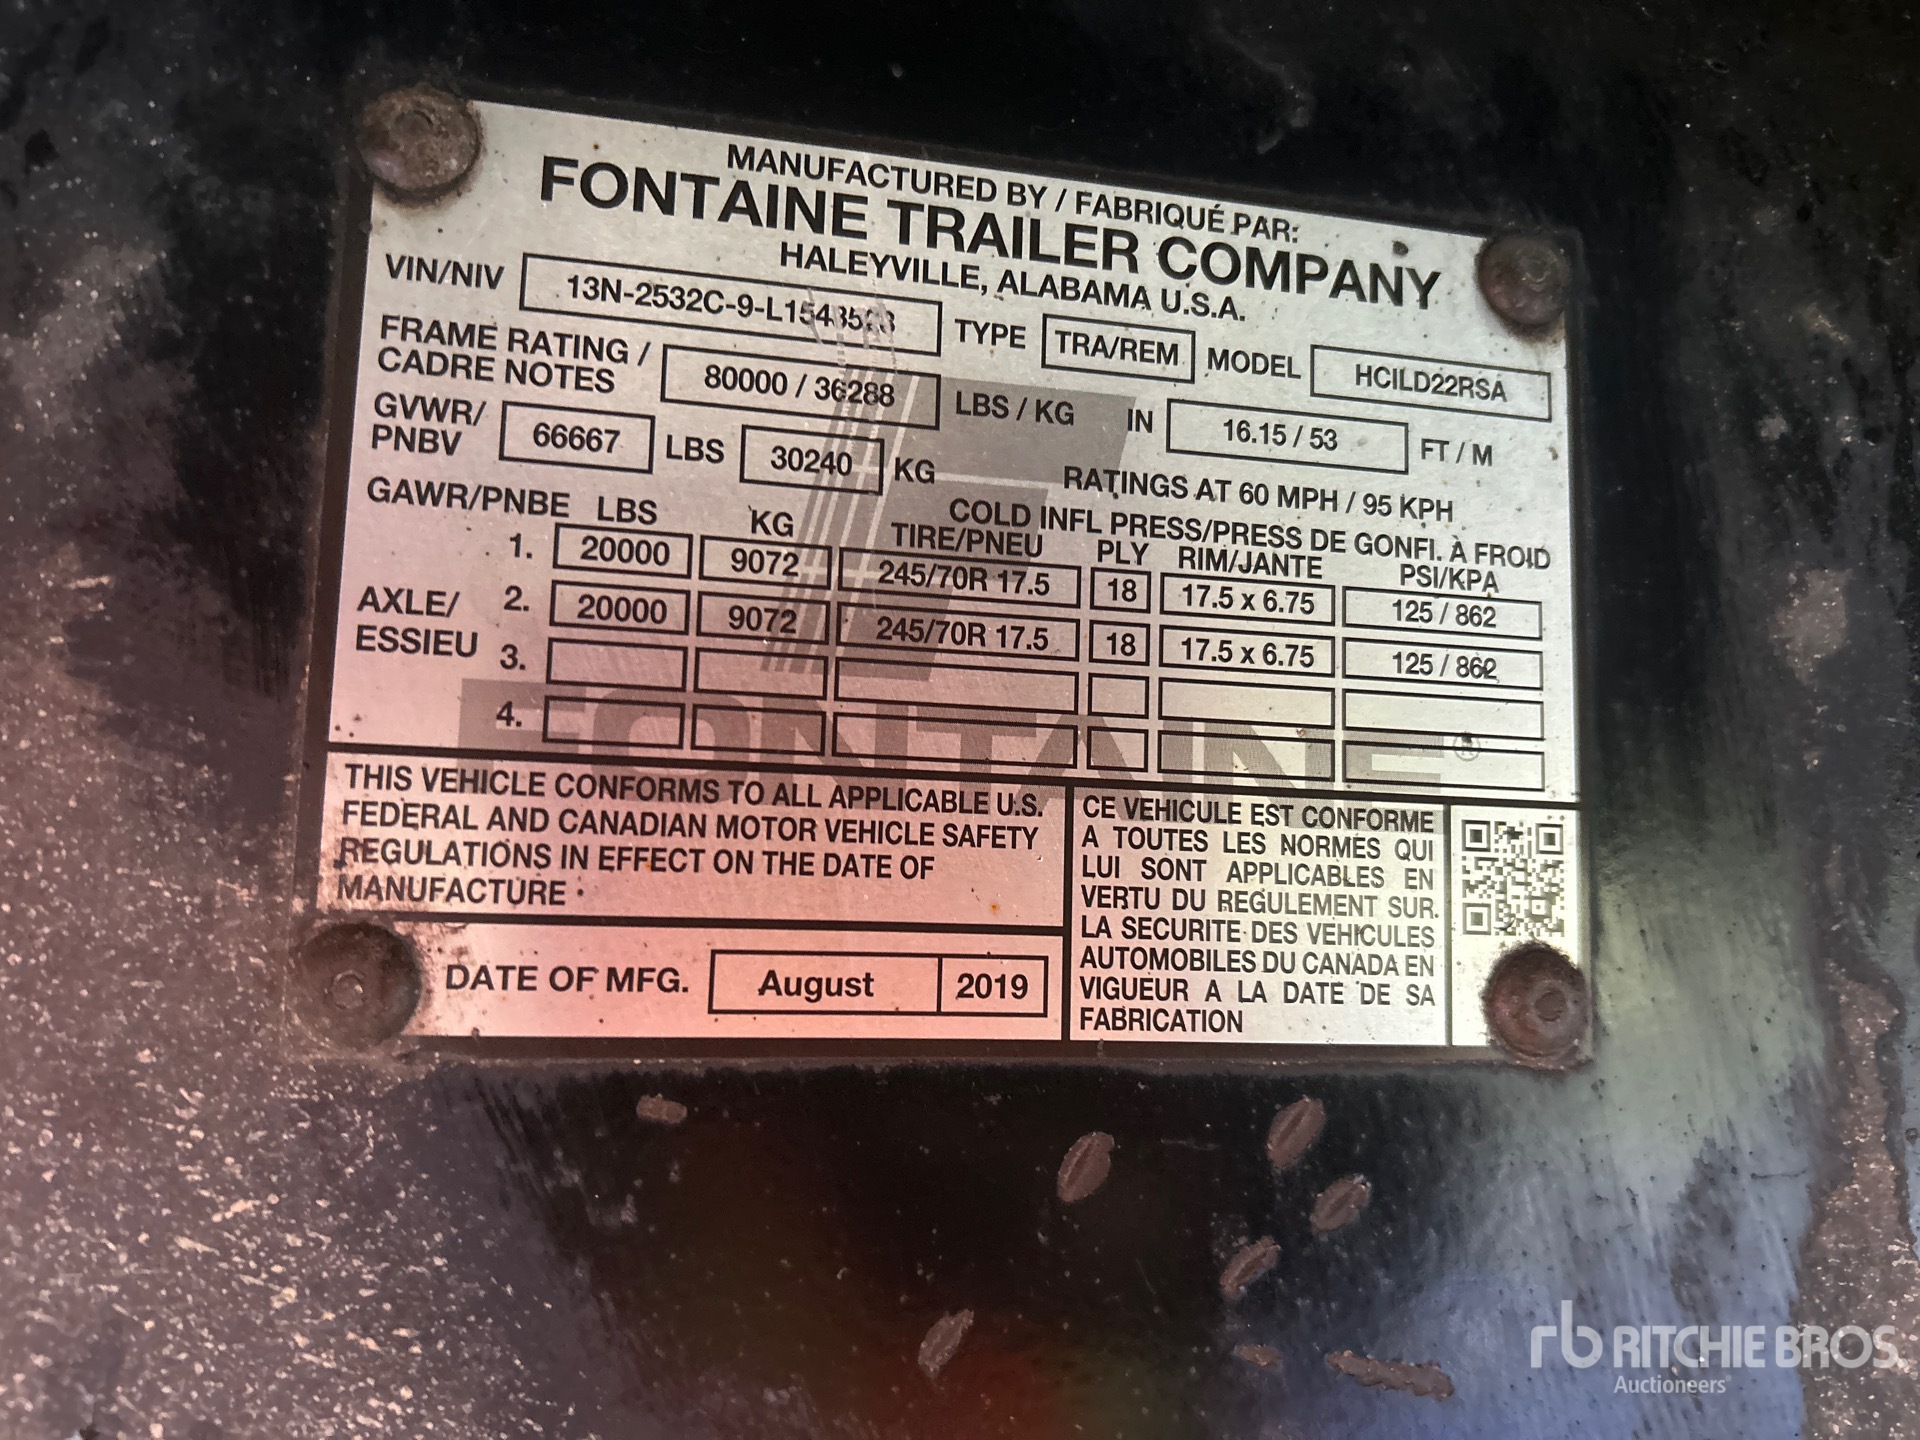 MANUFACTURED BY / FABRIQUÉ PAR:
FONTAINE TRAILER COMPANY
HALEYVILLE, ALABAMA U.S.A.
VIN/NIV TYPE TRA/REM MODEL HCILD22RSA
FRAME RATING / CADRE NOTES 80000 / 36288 LBS / KG IN 16.15 / 53 FT / M
GVWR/ PNBV 66667 LBS 30240 KG RATINGS AT 60 MPH / 95 KPH
COLD INFL PRESS/PRESS DE GONFL. À FROID
GAWR/PNBE LBS KG TIRE/PNEU PLY RIM/JANTE PSI/KPA
AXLE/ ESSIEU
1. 20000 9072 245/70R 17.5 18 17.5 x 6.75 125 / 862
2. 20000 9072 245/70R 17.5 18 17.5 x 6.75 125 / 862
3.
4.
FONTAINE
THIS VEHICLE CONFORMS TO ALL APPLICABLE U.S.
FEDERAL AND CANADIAN MOTOR VEHICLE SAFETY
REGULATIONS IN EFFECT ON THE DATE OF
MANUFACTURE
DATE OF MFG. August 2019
CE VEHICULE EST CONFORME
A TOUTES LES NORMES QUI
LUI SONT APPLICABLES EN
VERTU DU REGULEMENT SUR
LA SECURITE DES VEHICULES
AUTOMOBILES DU CANADA EN
VIGUEUR A LA DATE DE SA
FABRICATION
rb RITCHIE BROS.
Auctioneers